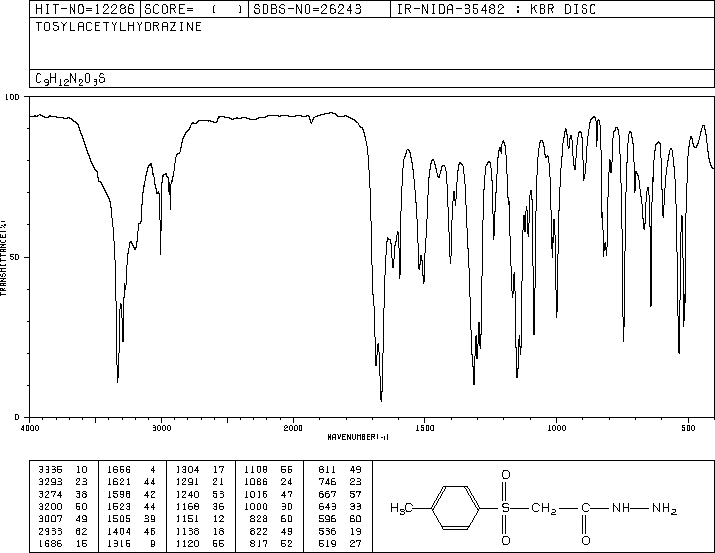 HIT-NO=12286 SCORE= ( ) SDBS-NO=26243 IR-NIDA-35482 : KBR DISC
TOSYLACETYLHYDRAZINE
C9H12N2O3S
100
TRANSMITTANCE(%)
50
0
4000 3000 2000 1500 1000 500
WAVENUMBER(-1)
3336 10 1666 4 1304 17 1108 55 811 49
3293 23 1621 44 1291 21 1086 24 746 23
3274 38 1598 42 1240 53 1016 47 667 57
3200 50 1523 44 1168 36 1000 30 643 33
3007 49 1505 39 1151 12 828 60 596 60
2933 62 1404 46 1138 18 822 49 536 19
1686 15 1315 9 1120 55 817 52 519 27
H3C
O
S
O
CH2
C
O
NH
NH2